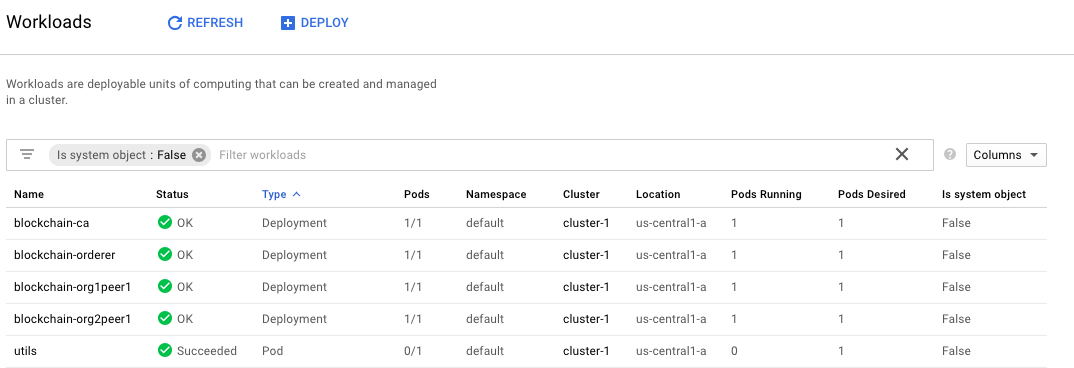 Workloads REFRESH DEPLOY
Workloads are deployable units of computing that can be created and managed
in a cluster.
Is system object : False Filter workloads Columns
Name Status Type Pods Namespace Cluster Location Pods Running Pods Desired Is system object
blockchain-ca OK Deployment 1/1 default cluster-1 us-central1-a 1 1 False
blockchain-orderer OK Deployment 1/1 default cluster-1 us-central1-a 1 1 False
blockchain-org1peer1 OK Deployment 1/1 default cluster-1 us-central1-a 1 1 False
blockchain-org2peer1 OK Deployment 1/1 default cluster-1 us-central1-a 1 1 False
utils Succeeded Pod 0/1 default cluster-1 us-central1-a 0 1 False